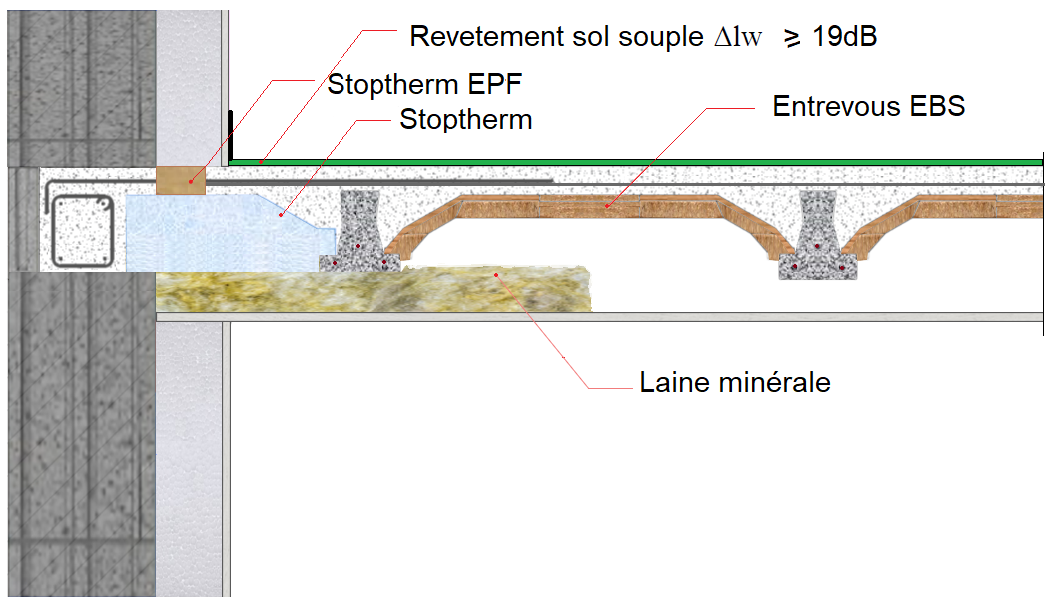 Revetement sol souple Δlw ⩾ 19dB
Stoptherm EPF
Entrevous EBS
Stoptherm
Laine minérale